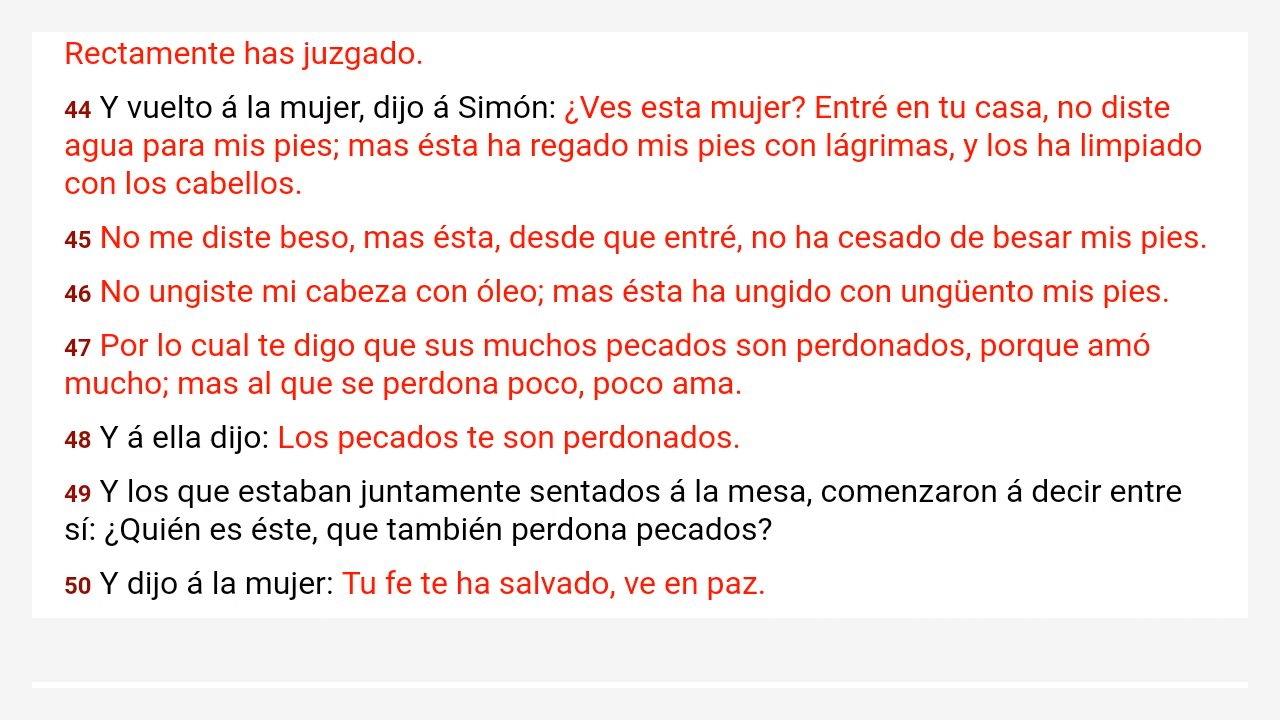 Rectamente has juzgado.
44 Y vuelto á la mujer, dijo á Simón: ¿Ves esta mujer? Entré en tu casa, no diste
agua para mis pies; mas ésta ha regado mis pies con lágrimas, y los ha limpiado
con los cabellos.
45 No me diste beso, mas ésta, desde que entré, no ha cesado de besar mis pies.
46 No ungiste mi cabeza con óleo; mas ésta ha ungido con ungüento mis pies.
47 Por lo cual te digo que sus muchos pecados son perdonados, porque amó
mucho; mas al que se perdona poco, poco ama.
48 Y á ella dijo: Los pecados te son perdonados.
49 Y los que estaban juntamente sentados á la mesa, comenzaron á decir entre
sí: ¿Quién es éste, que también perdona pecados?
50 Y dijo á la mujer: Tu fe te ha salvado, ve en paz.